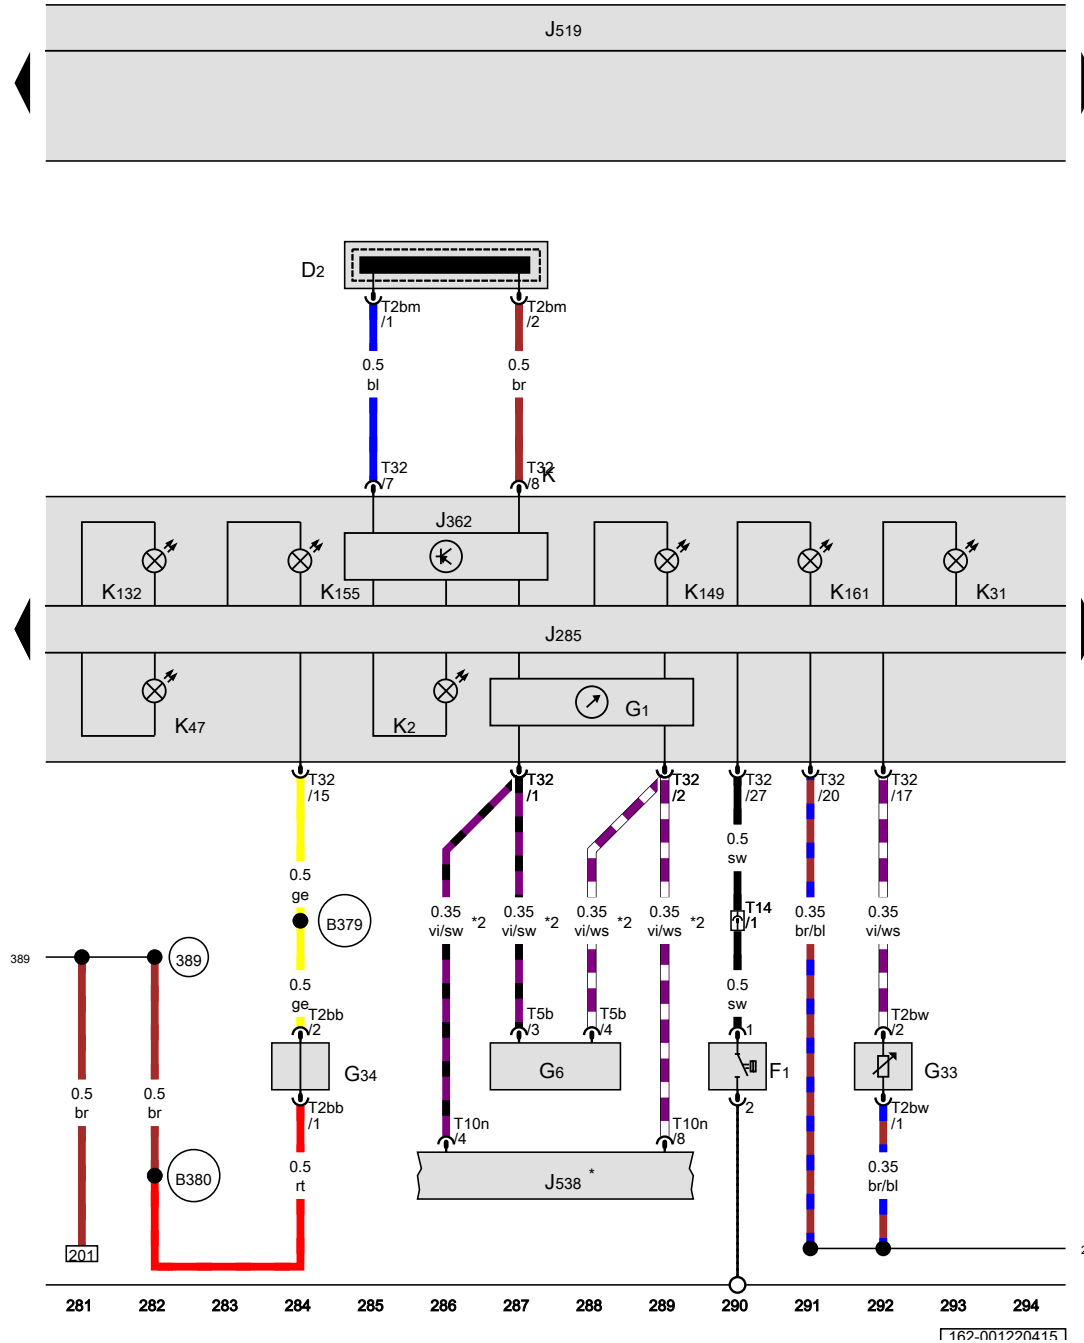 J519
D2
T2bm T2bm
/1 /2
0.5 0.5
bl br
T32 T32 K
/7 /8
J362
K132 K155 K149 K161 K31
J285
K47 K2 G1
T32 T32 T32 T32 T32 T32
/15 /1 /2 /27 /20 /17
0.5
sw
0.5
ge
B379
0.35 0.35 0.35 0.35 T14 0.35 0.35
vi/sw *2 vi/sw *2 vi/ws *2 vi/ws *2 /1 br/bl vi/ws
389 389
0.5 0.5
ge sw
T2bb T5b T5b T2bw
/2 /3 /4 1 /2
G34 G6 F1 G33
0.5 0.5
br br
T2bb 2 T2bw
/1 /1
T10n T10n
/4 /8
0.5 0.35
rt br/bl
B380 J538 *
201
281 282 283 284 285 286 287 288 289 290 291 292 293 294
162-001220415